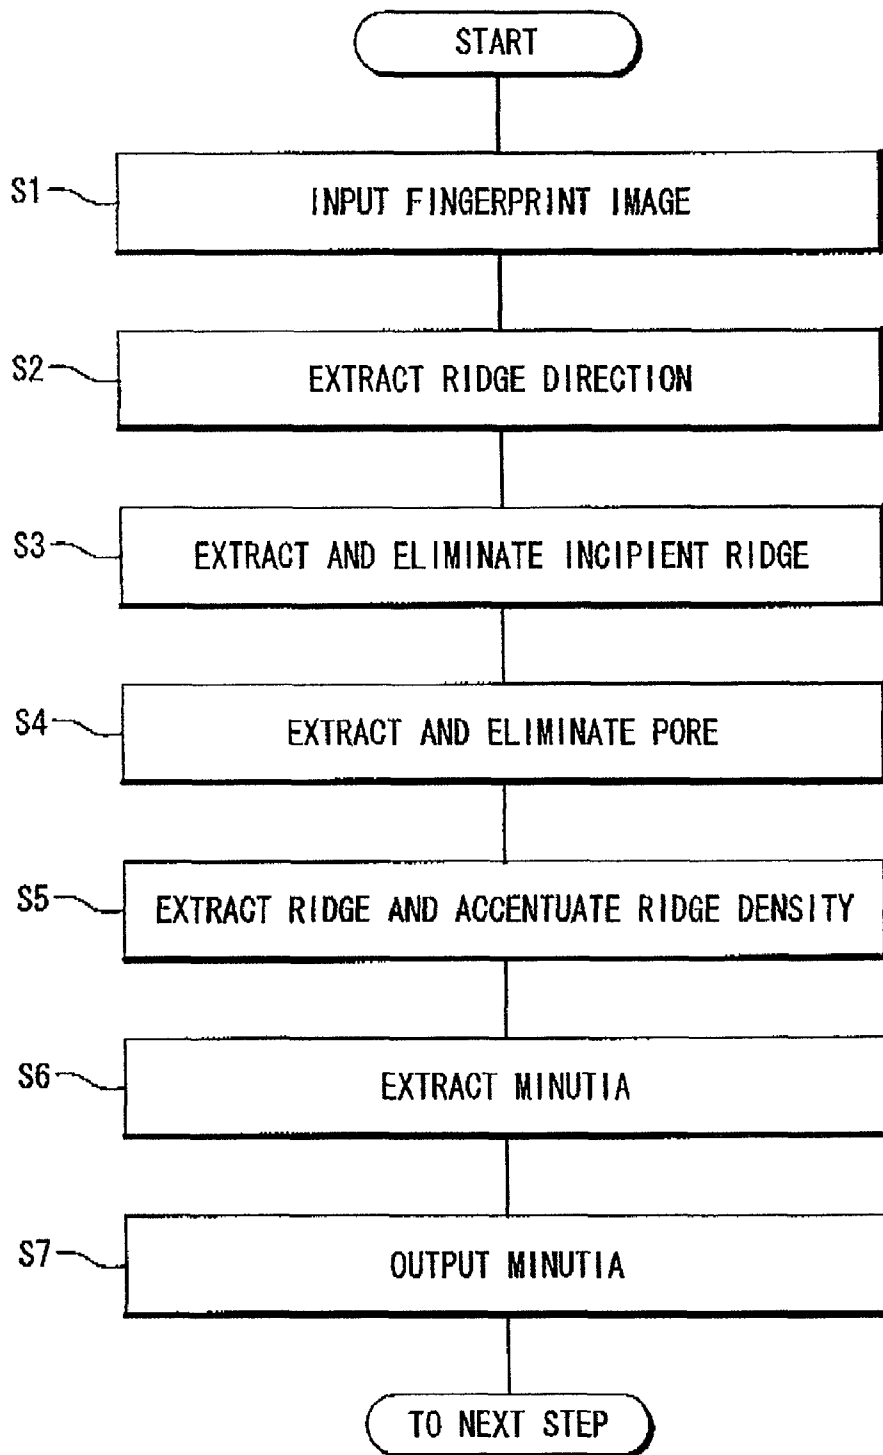 START
S1 INPUT FINGERPRINT IMAGE
S2 EXTRACT RIDGE DIRECTION
S3 EXTRACT AND ELIMINATE INCIPIENT RIDGE
S4 EXTRACT AND ELIMINATE PORE
S5 EXTRACT RIDGE AND ACCENTUATE RIDGE DENSITY
S6 EXTRACT MINUTIA
S7 OUTPUT MINUTIA
TO NEXT STEP